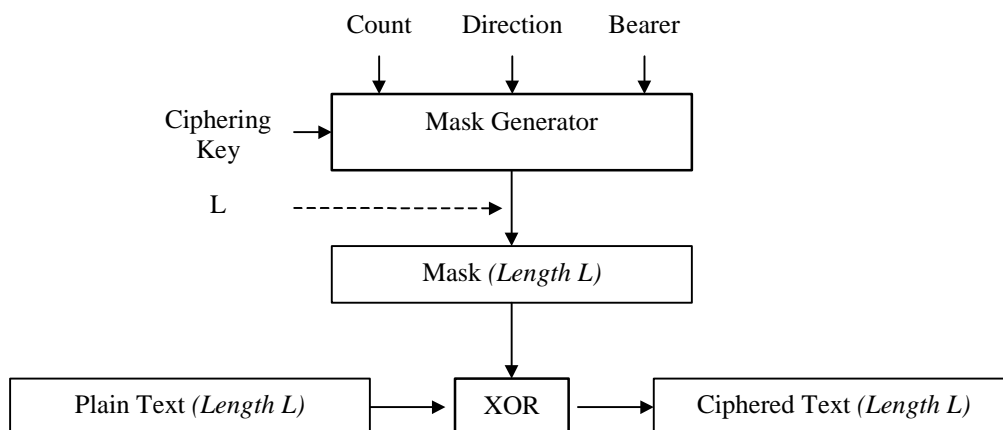 Count Direction Bearer
Ciphering
Key
Mask Generator
L
Mask (Length L)
Plain Text (Length L)
XOR
Ciphered Text (Length L)